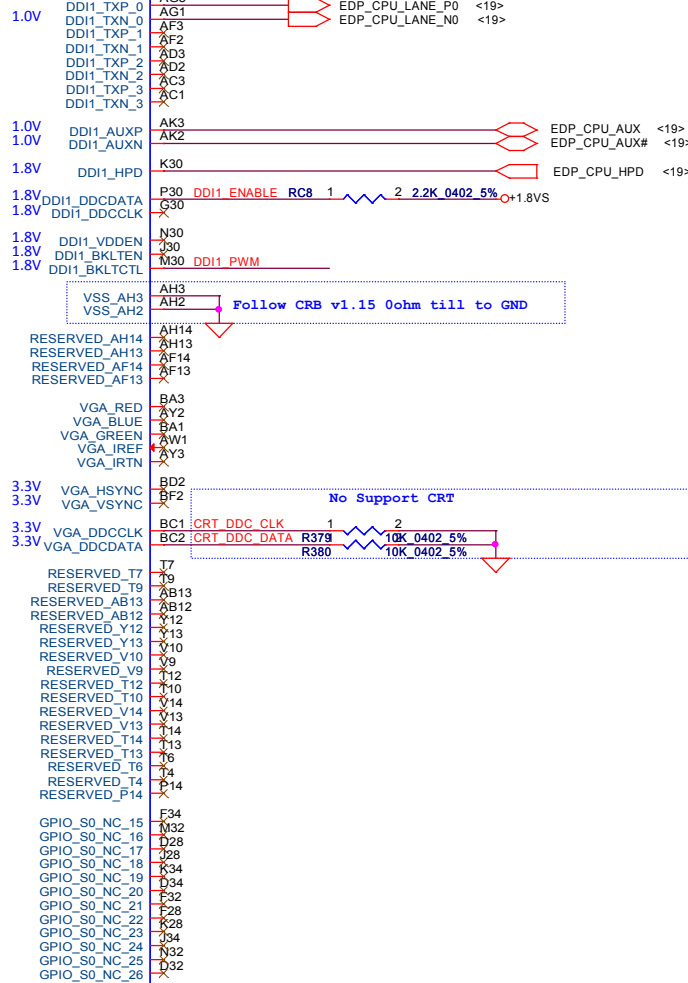 DDI1_TXP_0 EDP_CPU_LANE_P0 <19>
1.0V DDI1_TXN_0 AG1 EDP_CPU_LANE_N0 <19>
DDI1_TXP_1 AF3
DDI1_TXN_1 AF2
DDI1_TXP_2 AD3
DDI1_TXN_2 AD2
DDI1_TXP_3 AC3
DDI1_TXN_3 AC1
1.0V DDI1_AUXP AK3 EDP_CPU_AUX <19>
1.0V DDI1_AUXN AK2 EDP_CPU_AUX# <19>
1.8V DDI1_HPD K30 EDP_CPU_HPD <19>
1.8V DDI1_DDCDATA P30 DDI1_ENABLE RC8 1 2 2.2K_0402_5% +1.8VS
1.8V DDI1_DDCCLK G30
1.8V DDI1_VDDEN N30
1.8V DDI1_BKLTEN J30
1.8V DDI1_BKLTCTL M30 DDI1_PWM
VSS_AH3 AH3
VSS_AH2 AH2 Follow CRB v1.15 0ohm till to GND
RESERVED_AH14 AH14
RESERVED_AH13 AH13
RESERVED_AF14 AF14
RESERVED_AF13 AF13
VGA_RED BA3
VGA_BLUE AY2
VGA_GREEN BA1
VGA_IREF AW1
VGA_IRTN AY3
3.3V VGA_HSYNC BD2 No Support CRT
3.3V VGA_VSYNC BF2
3.3V VGA_DDCCLK BC1 CRT_DDC_CLK R379 1 2 10K_0402_5%
3.3V VGA_DDCDATA BC2 CRT_DDC_DATA R380 1 2 10K_0402_5%
RESERVED_T7 T7
RESERVED_T9 T9
RESERVED_AB13 AB13
RESERVED_AB12 AB12
RESERVED_Y12 Y12
RESERVED_Y13 Y13
RESERVED_V10 V10
RESERVED_V9 V9
RESERVED_T12 T12
RESERVED_T10 T10
RESERVED_V14 V14
RESERVED_V13 V13
RESERVED_T14 T14
RESERVED_T13 T13
RESERVED_T6 T6
RESERVED_T4 T4
RESERVED_P14 P14
GPIO_S0_NC_15 F34
GPIO_S0_NC_16 M32
GPIO_S0_NC_17 D28
GPIO_S0_NC_18 J28
GPIO_S0_NC_19 K34
GPIO_S0_NC_20 D34
GPIO_S0_NC_21 F32
GPIO_S0_NC_22 F28
GPIO_S0_NC_23 K28
GPIO_S0_NC_24 J34
GPIO_S0_NC_25 N32
GPIO_S0_NC_26 D32